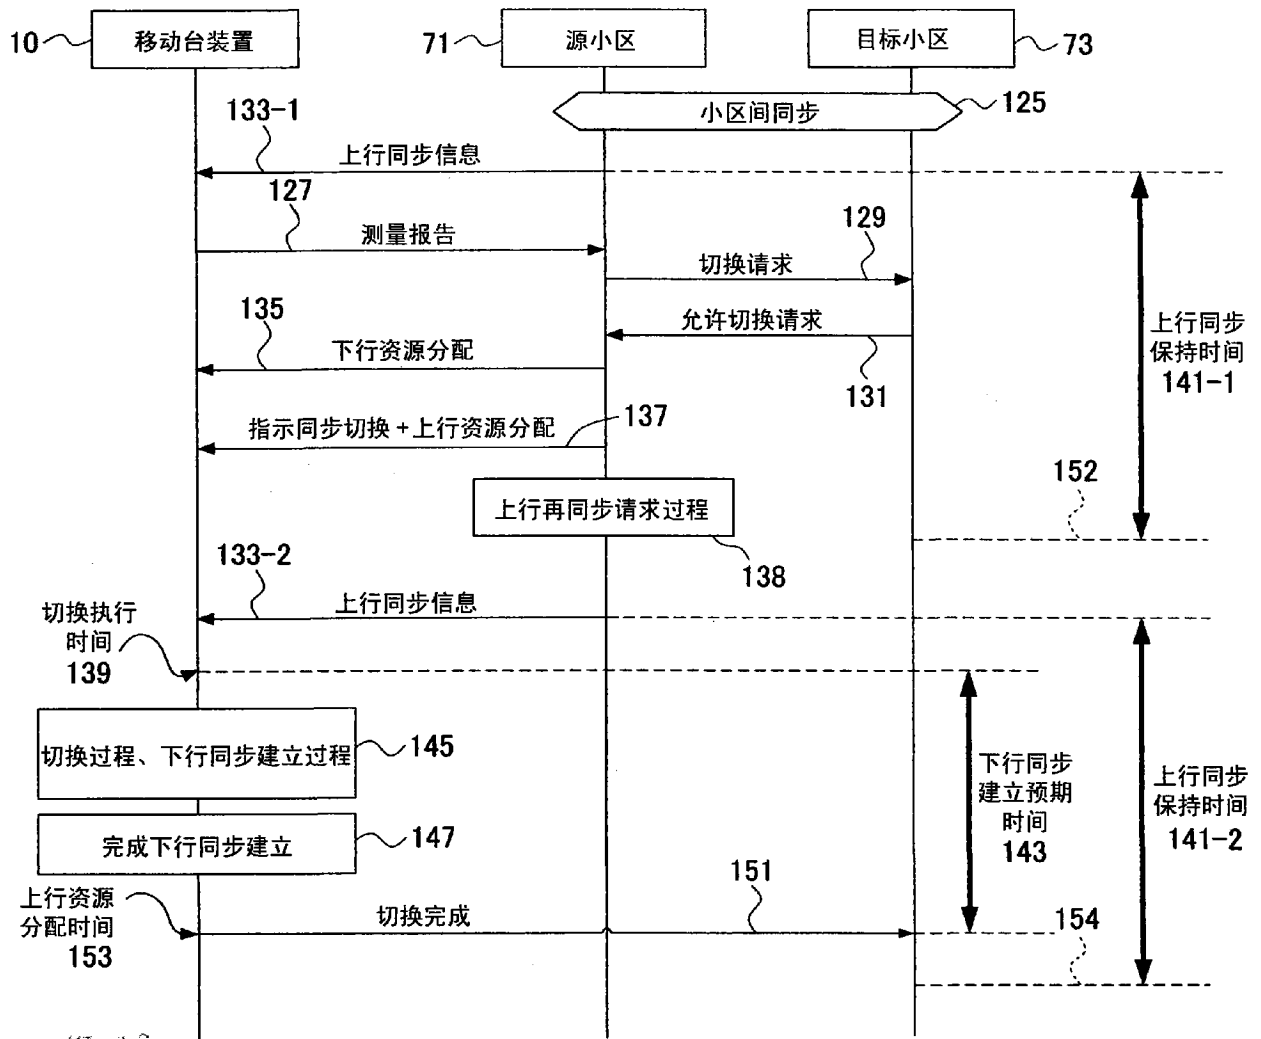 10
移动台装置
71
源小区
目标小区
73
小区间同步
125
133-1
上行同步信息
127
测量报告
129
切换请求
135
允许切换请求
下行资源分配
131
上行同步
保持时间
141-1
137
指示同步切换+上行资源分配
152
上行再同步请求过程
138
133-2
上行同步信息
切换执行
时间
139
切换过程、下行同步建立过程
145
下行同步
建立预期
时间
143
上行同步
保持时间
141-2
完成下行同步建立
147
151
上行资源
分配时间
153
切换完成
154